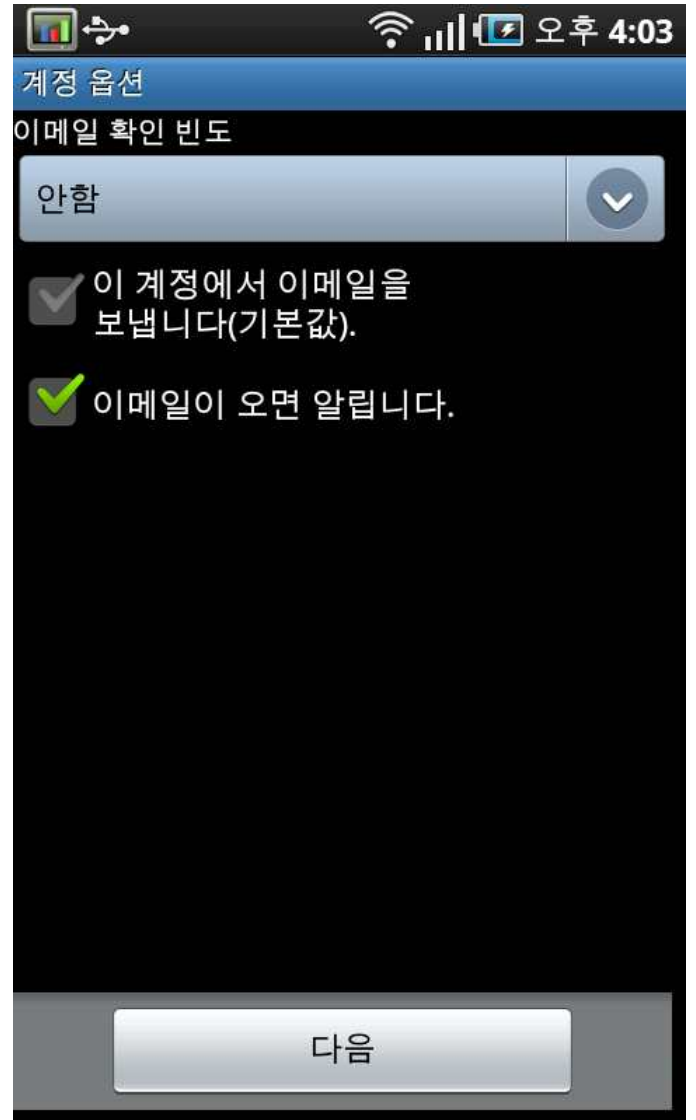 오후 4:03
계정 옵션
이메일 확인 빈도
안함
이 계정에서 이메일을
보냅니다(기본값).
이메일이 오면 알립니다.
다음